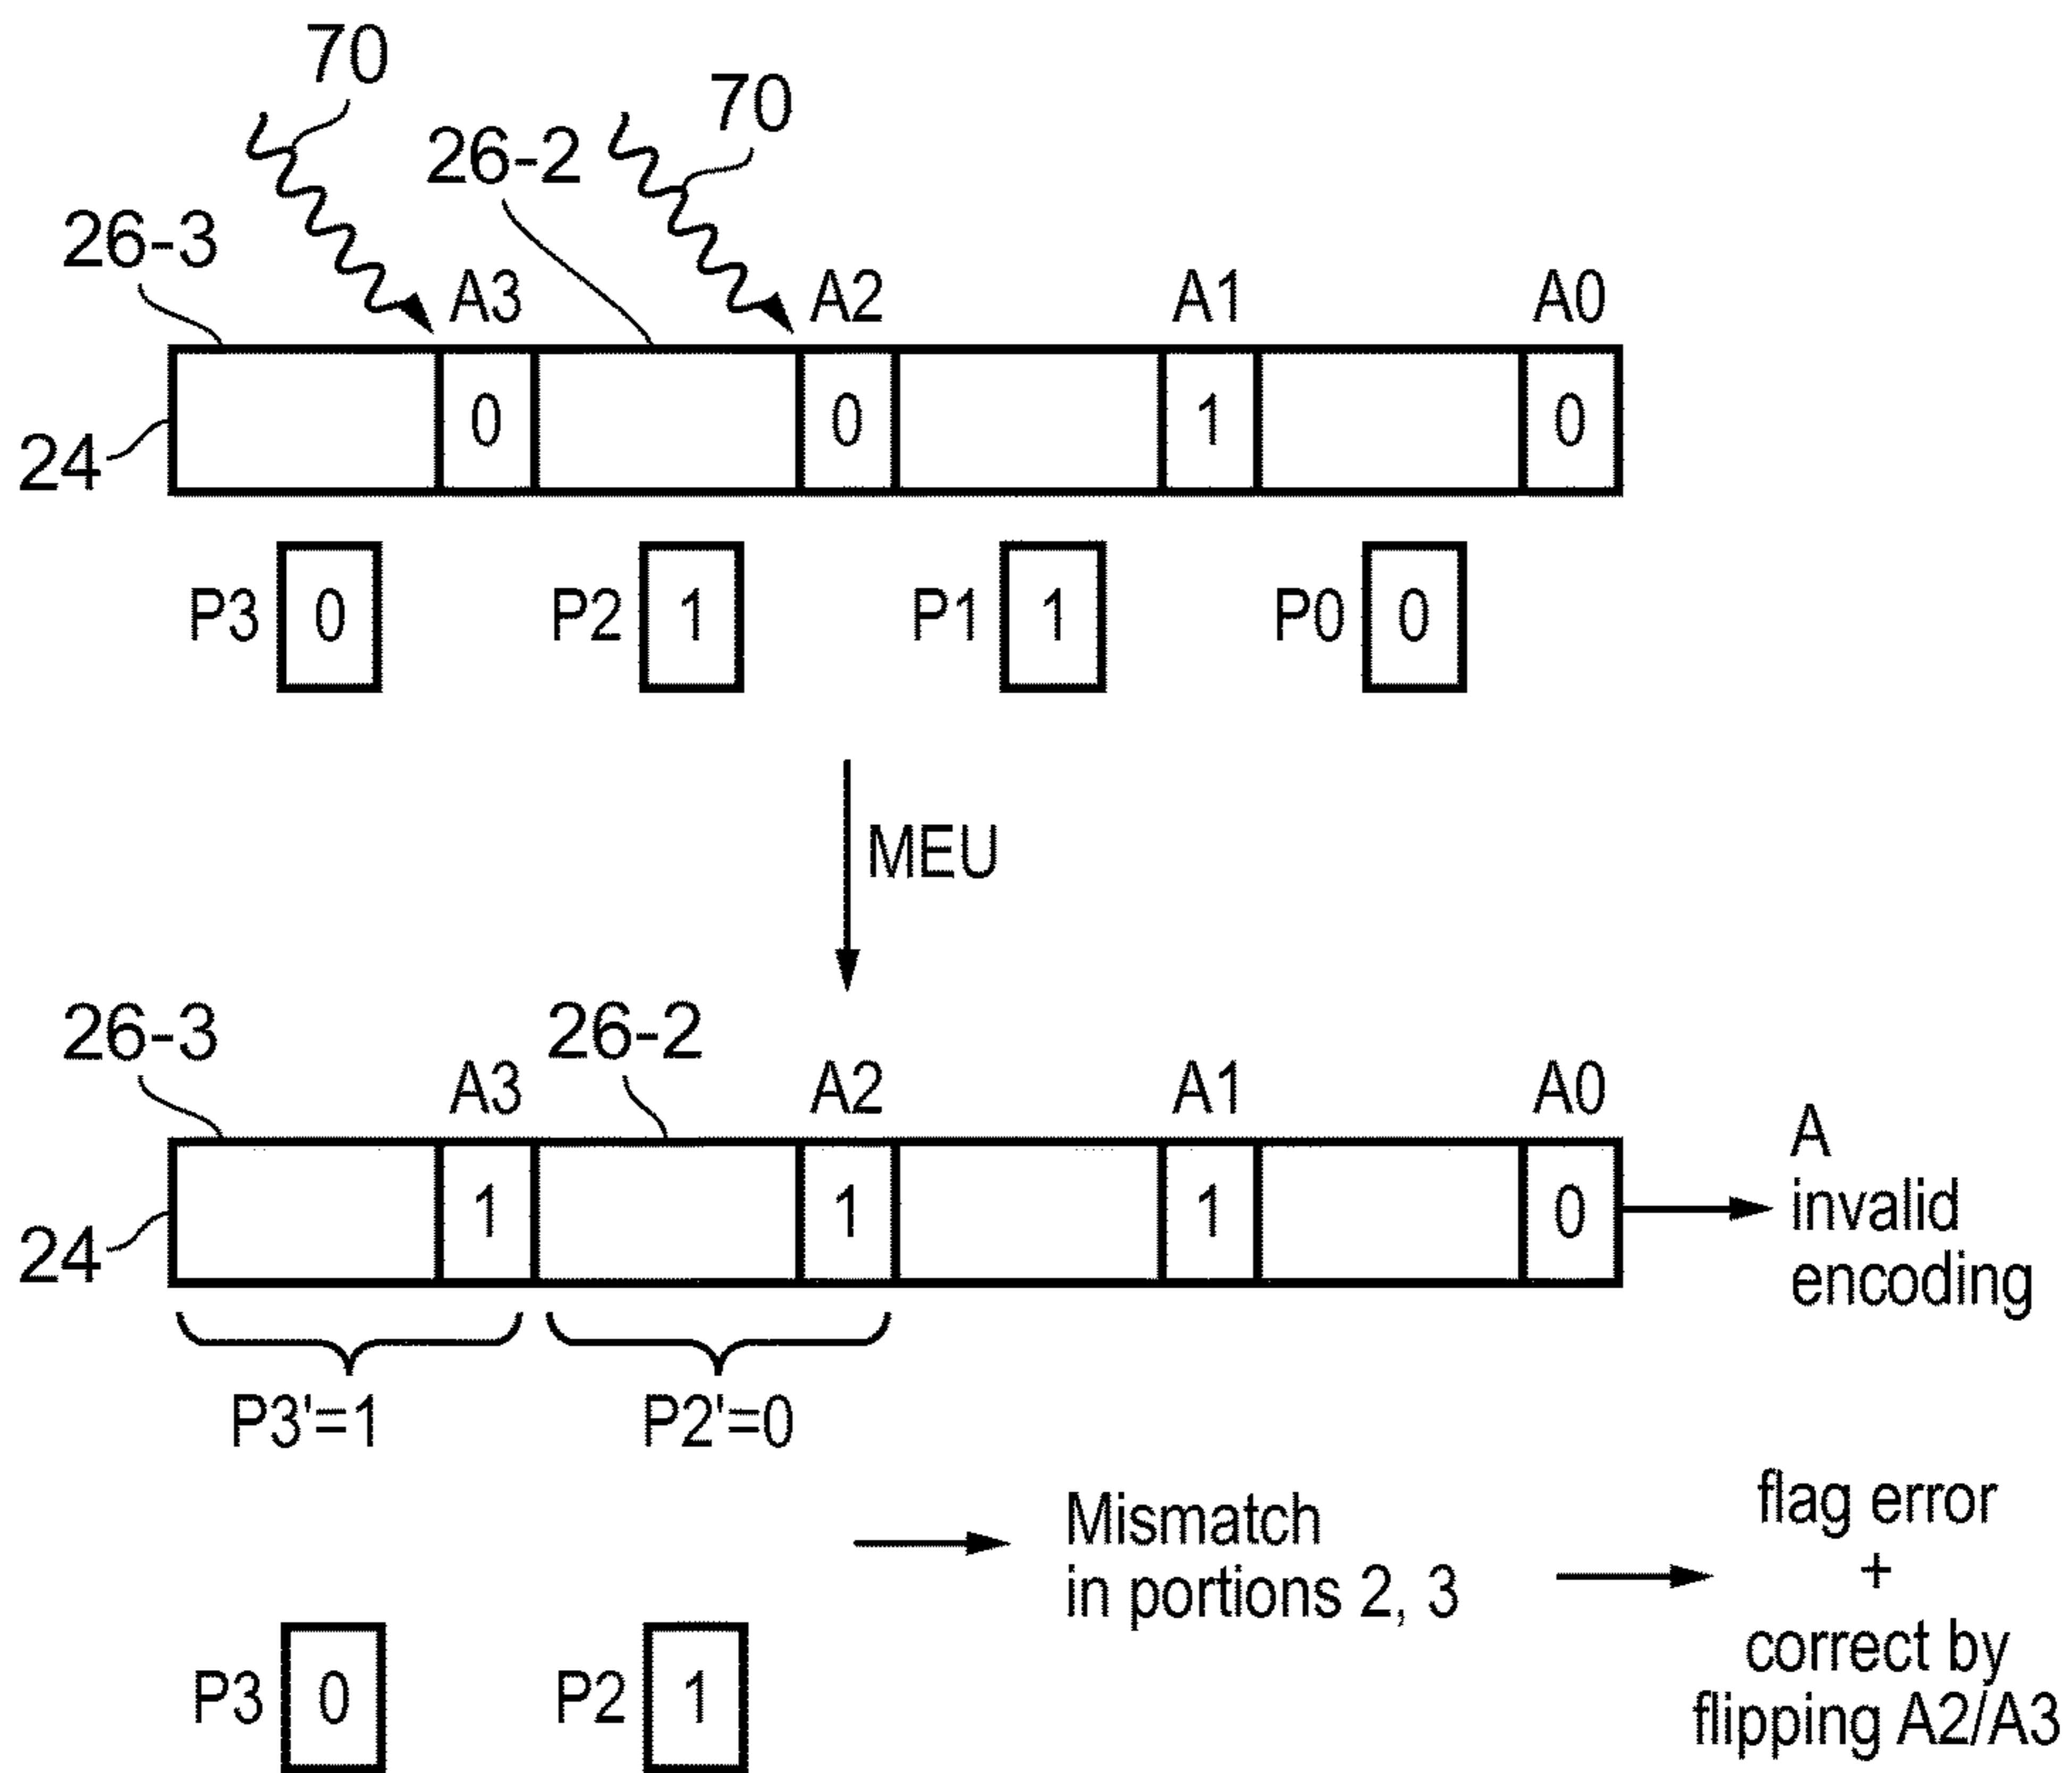 70
70
26-2
26-3
A3 A2 A1 A0
24
0 0 1 0
P3 0 P2 1 P1 1 P0 0
MEU
26-3 26-2
A3 A2 A1 A0
24
1 1 1 0
A
invalid
encoding
P3'=1 P2'=0
Mismatch
in portions 2, 3
flag error
+
correct by
flipping A2/A3
P3 0 P2 1